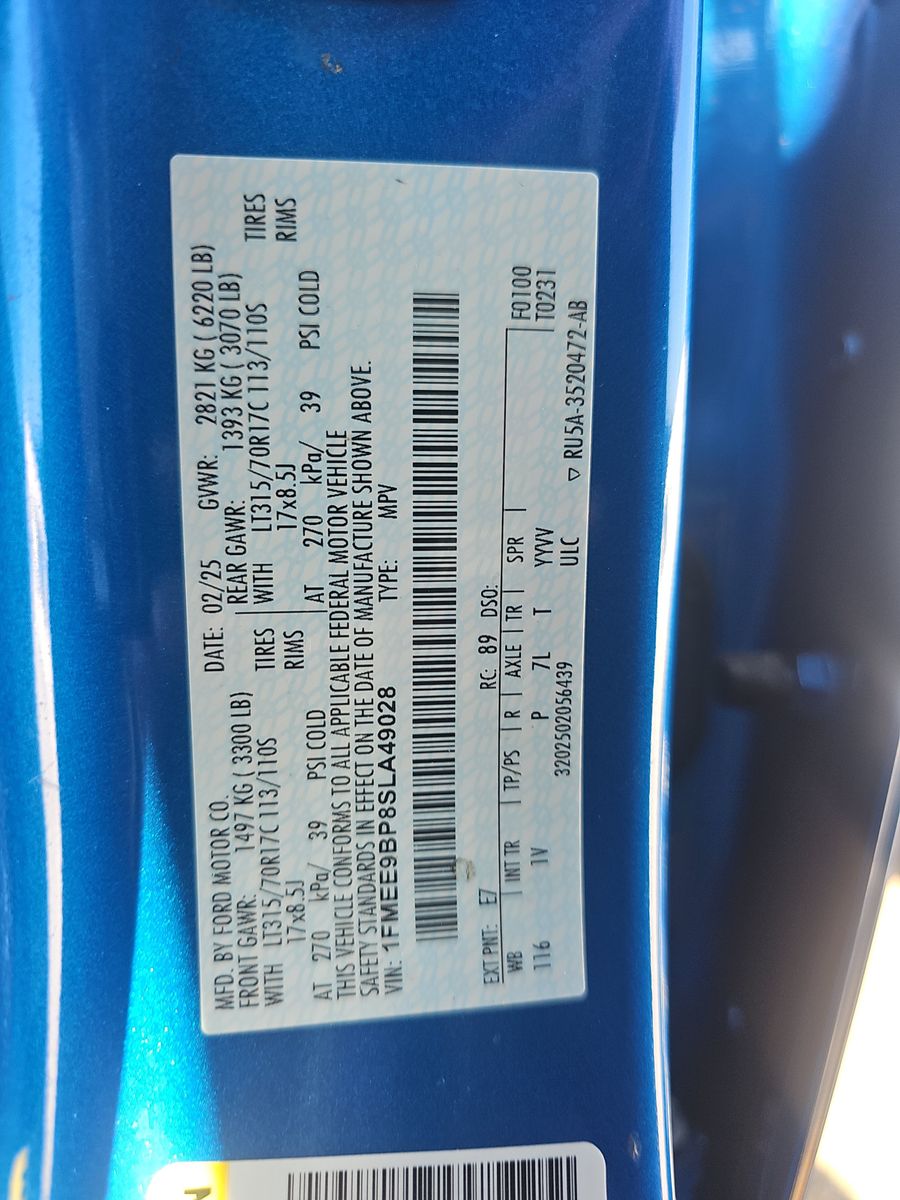 MFD. BY FORD MOTOR CO. DATE: 02/25 GVWR: 2821 KG ( 6220 LB)
FRONT GAWR: 1497 KG ( 3300 LB) REAR GAWR: 1393 KG ( 3070 LB)
WITH LT315/70R17C 113/110S TIRES WITH LT315/70R17C 113/110S TIRES
17x8.5J RIMS 17x8.5J RIMS
AT 270 kPa/ 39 PSI COLD AT 270 kPa/ 39 PSI COLD
THIS VEHICLE CONFORMS TO ALL APPLICABLE FEDERAL MOTOR VEHICLE
SAFETY STANDARDS IN EFFECT ON THE DATE OF MANUFACTURE SHOWN ABOVE.
VIN: 1FMEE9BP8SLA49028 TYPE: MPV
EXT PNT: E7 RC: 89 DSO:
WB INT TR TP/PS R AXLE TR SPR F0100
116 1V P 7L T YYVV T0231
3202502056439 ULC ▽ RU5A-3520472-AB